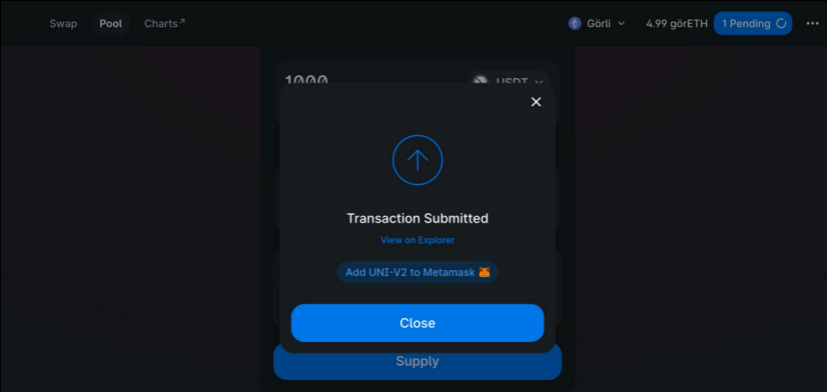 Swap Pool Charts↗ Görli 4.99 görETH 1 Pending ...
1000 USDT
Transaction Submitted
View on Explorer
Add UNI-V2 to Metamask
Close
Supply